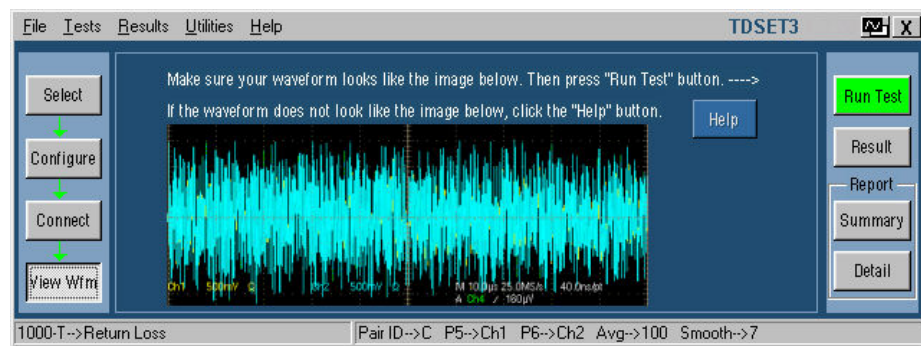 File Tests Results Utilities Help TDSET3 X
Make sure your waveform looks like the image below. Then press "Run Test" button. ---->
If the waveform does not look like the image below, click the "Help" button.
Help
Select
Configure
Connect
View Wfm
Run Test
Result
Report
Summary
Detail
Ch1 500mV Ω Ch2 500mV Ω M 10.0µs 25.0MS/s 40.0ns/pt
A Ch4 / 160µV
1000-T-->Return Loss Pair ID-->C P5-->Ch1 P6-->Ch2 Avg-->100 Smooth-->7